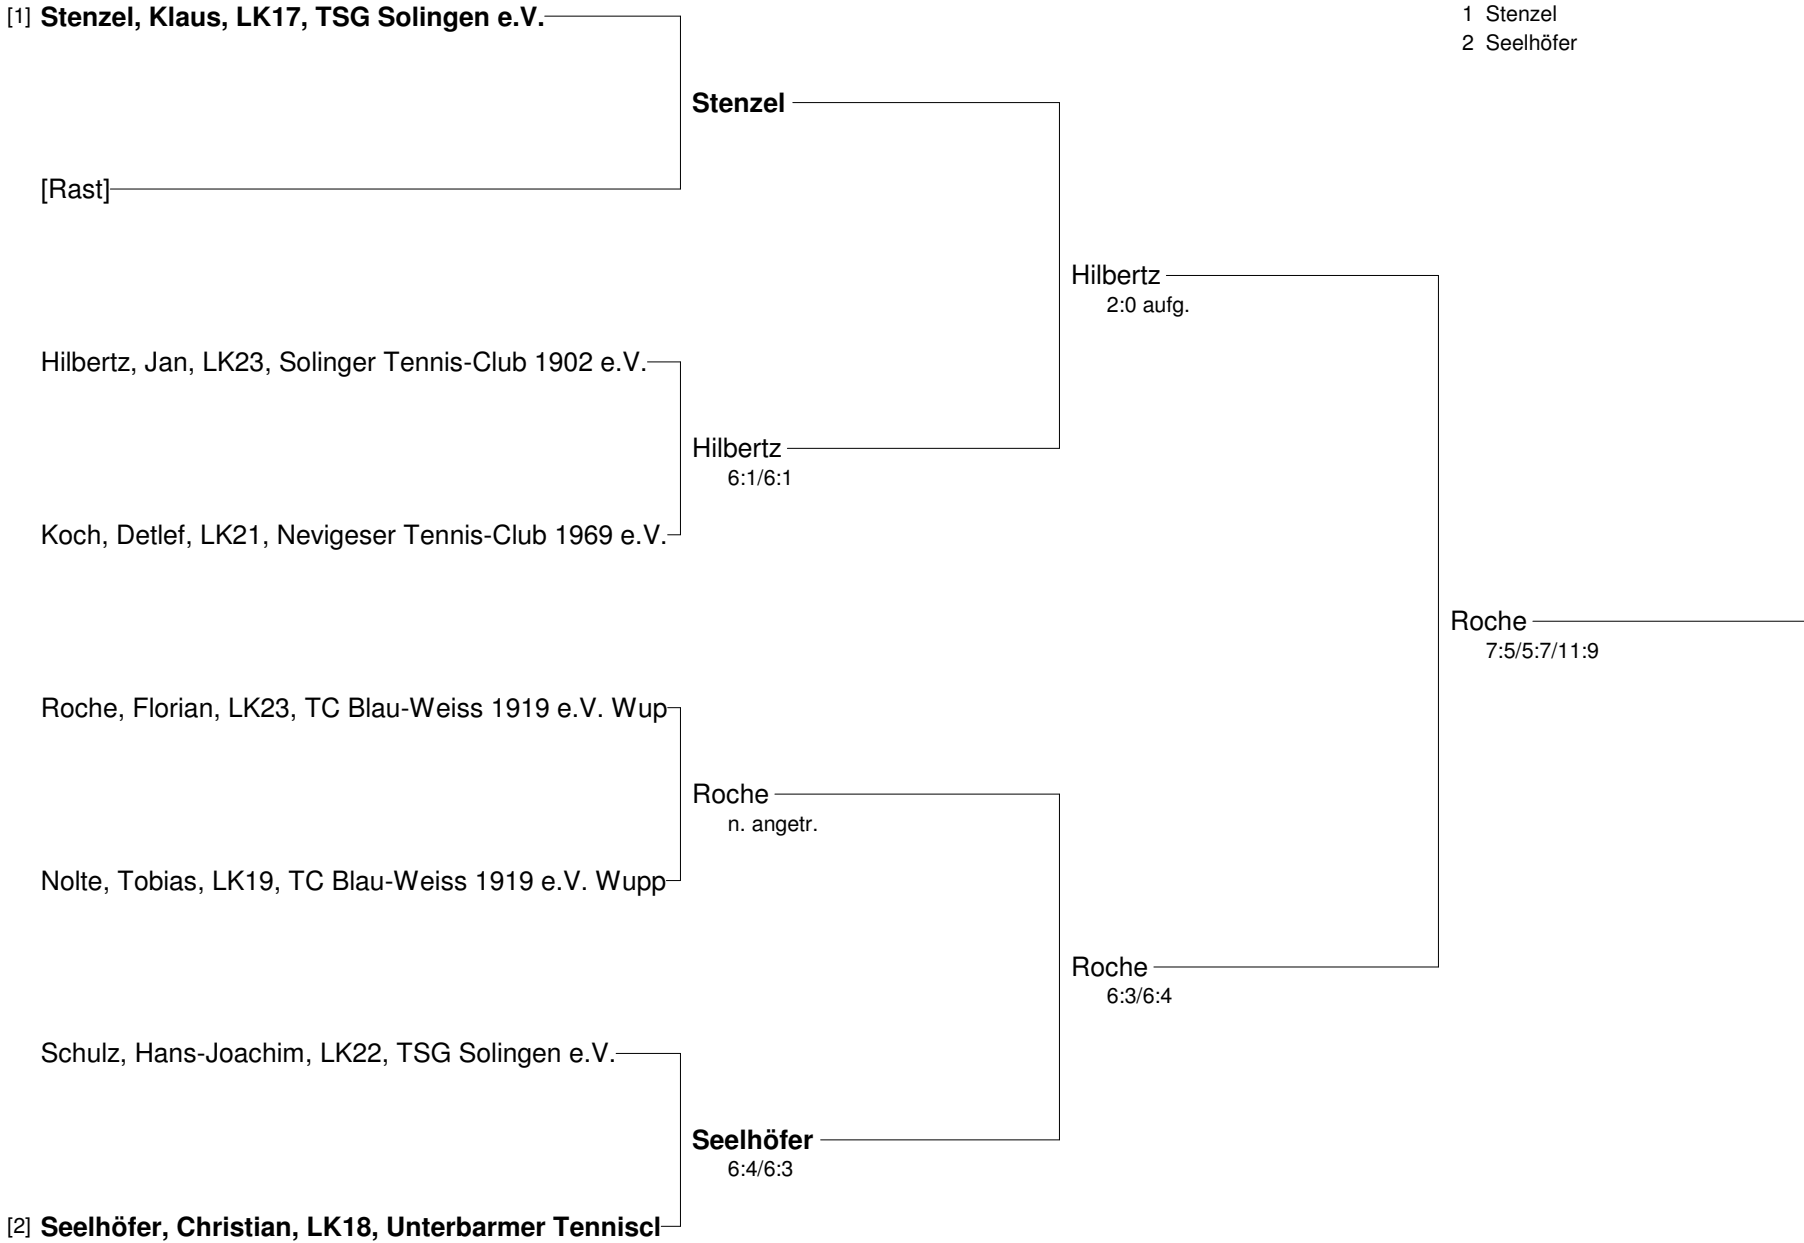 [1] Stenzel, Klaus, LK17, TSG Solingen e.V.
1 Stenzel
2 Seelhöfer
Stenzel
[Rast]
Hilbertz
2:0 aufg.
Hilbertz, Jan, LK23, Solinger Tennis-Club 1902 e.V.
Hilbertz
6:1/6:1
Koch, Detlef, LK21, Nevigeser Tennis-Club 1969 e.V.
Roche
7:5/5:7/11:9
Roche, Florian, LK23, TC Blau-Weiss 1919 e.V. Wup
Roche
n. angetr.
Nolte, Tobias, LK19, TC Blau-Weiss 1919 e.V. Wupp
Roche
6:3/6:4
Schulz, Hans-Joachim, LK22, TSG Solingen e.V.
Seelhöfer
6:4/6:3
[2] Seelhöfer, Christian, LK18, Unterbarmer Tenniscl